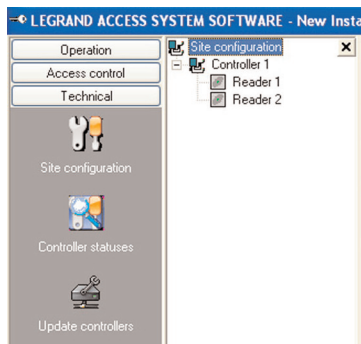 LEGRAND ACCESS SYSTEM SOFTWARE - New Insta
Operation
Access control
Technical
Site configuration
Controller statuses
Update controllers
Site configuration
Controller 1
Reader 1
Reader 2